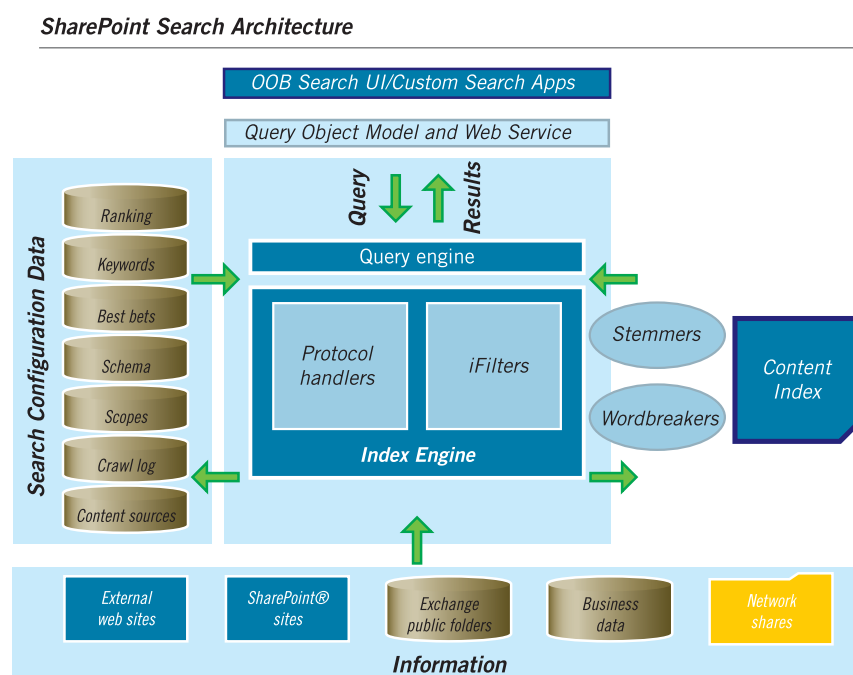 SharePoint Search Architecture
OOB Search UI/Custom Search Apps
Query Object Model and Web Service
Query
Results
Search Configuration Data
Ranking
Keywords
Best bets
Schema
Scopes
Crawl log
Content sources
Query engine
Protocol
handlers
iFilters
Index Engine
Stemmers
Wordbreakers
Content
Index
External
web sites
SharePoint®
sites
Exchange
public folders
Business
data
Network
shares
Information